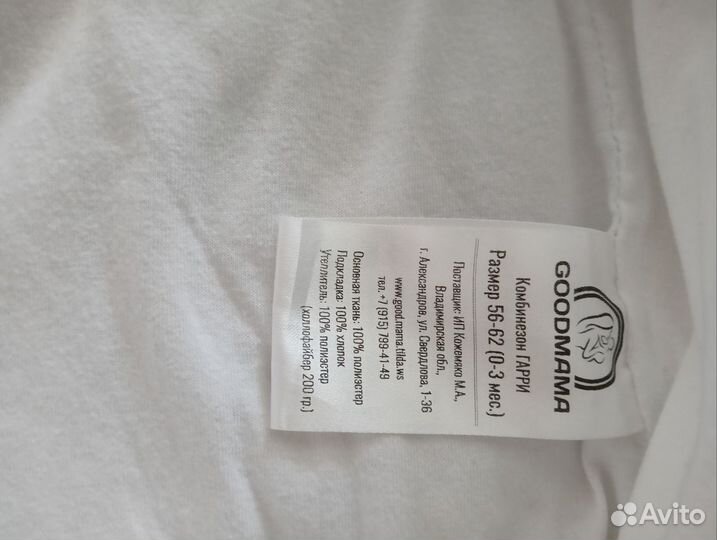 GOODMAMA
Комбинезон ГАРРИ
Размер 56-62 (0-3 мес.)
Поставщик: ИП Кожемяко М.А.,
Владимирская обл.,
г. Александров, ул. Свердлова, 1-36
www.good.mama.tilda.ws
тел. +7 (915) 799-41-49
Основная ткань: 100% полиэстер
Подкладка: 100% хлопок
Утеплитель: 100% полиэстер
(холлофайбер 200 гр.)
Avito